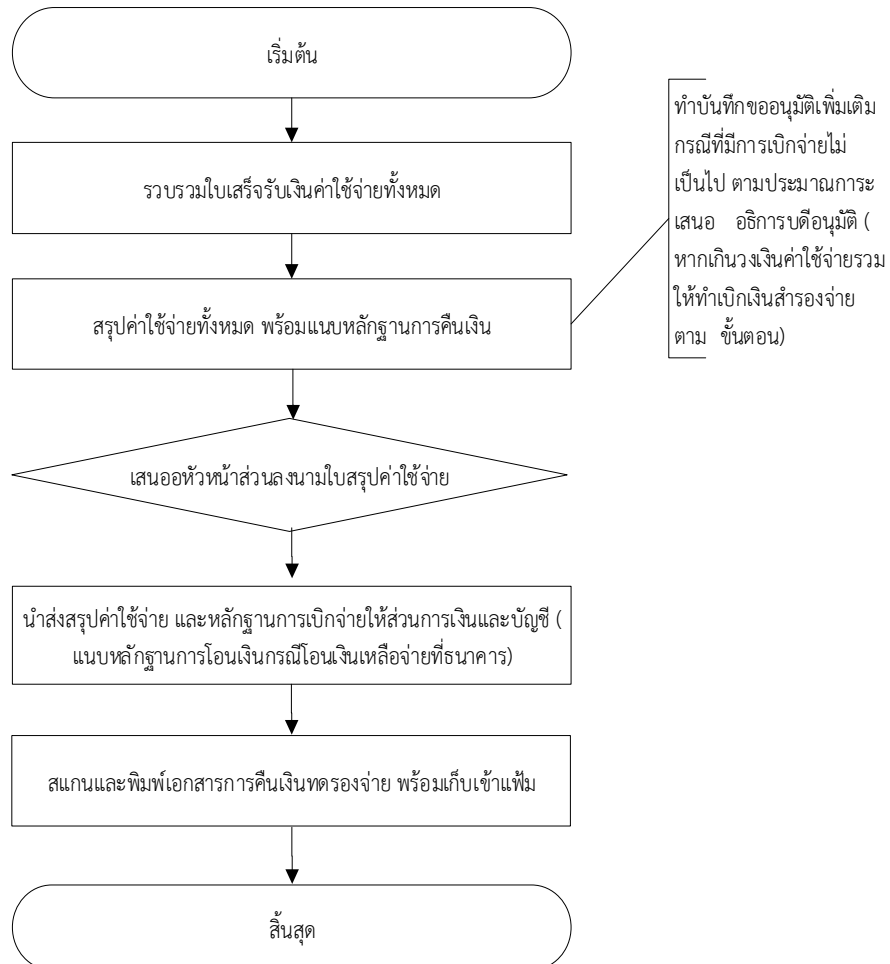 เริ่มต้น
รวบรวมใบเสร็จรับเงินค่าใช้จ่ายทั้งหมด
สรุปค่าใช้จ่ายทั้งหมด พร้อมแนบหลักฐานการคืนเงิน
ทำบันทึกขออนุมัติเพิ่มเติม
กรณีที่มีการเบิกจ่ายไม่
เป็นไป ตามประมาณการะ
เสนอ อธิการบดีอนุมัติ (
หากเกินวงเงินค่าใช้จ่ายรวม
ให้ทำเบิกเงินสำรองจ่าย
ตาม ขั้นตอน)
เสนออหัวหน้าส่วนลงนามใบสรุปค่าใช้จ่าย
นำส่งสรุปค่าใช้จ่าย และหลักฐานการเบิกจ่ายให้ส่วนการเงินและบัญชี (
แนบหลักฐานการโอนเงินกรณีโอนเงินเหลือจ่ายที่ธนาคาร)
สแกนและพิมพ์เอกสารการคืนเงินทดรองจ่าย พร้อมเก็บเข้าแฟ้ม
สิ้นสุด